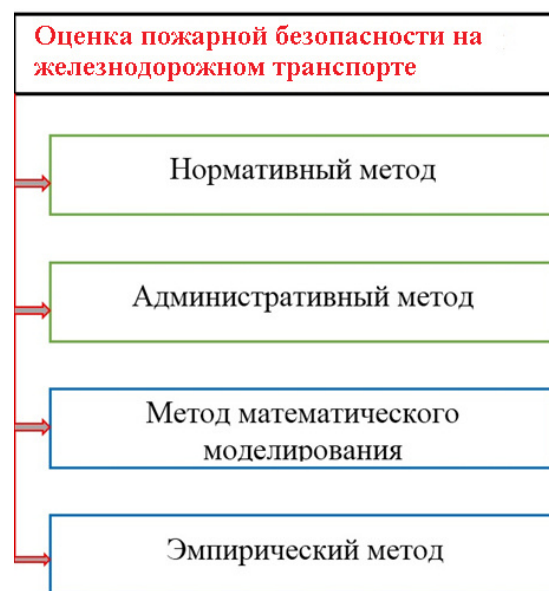 Оценка пожарной безопасности на
железнодорожном транспорте
Нормативный метод
Административный метод
Метод математического
моделирования
Эмпирический метод